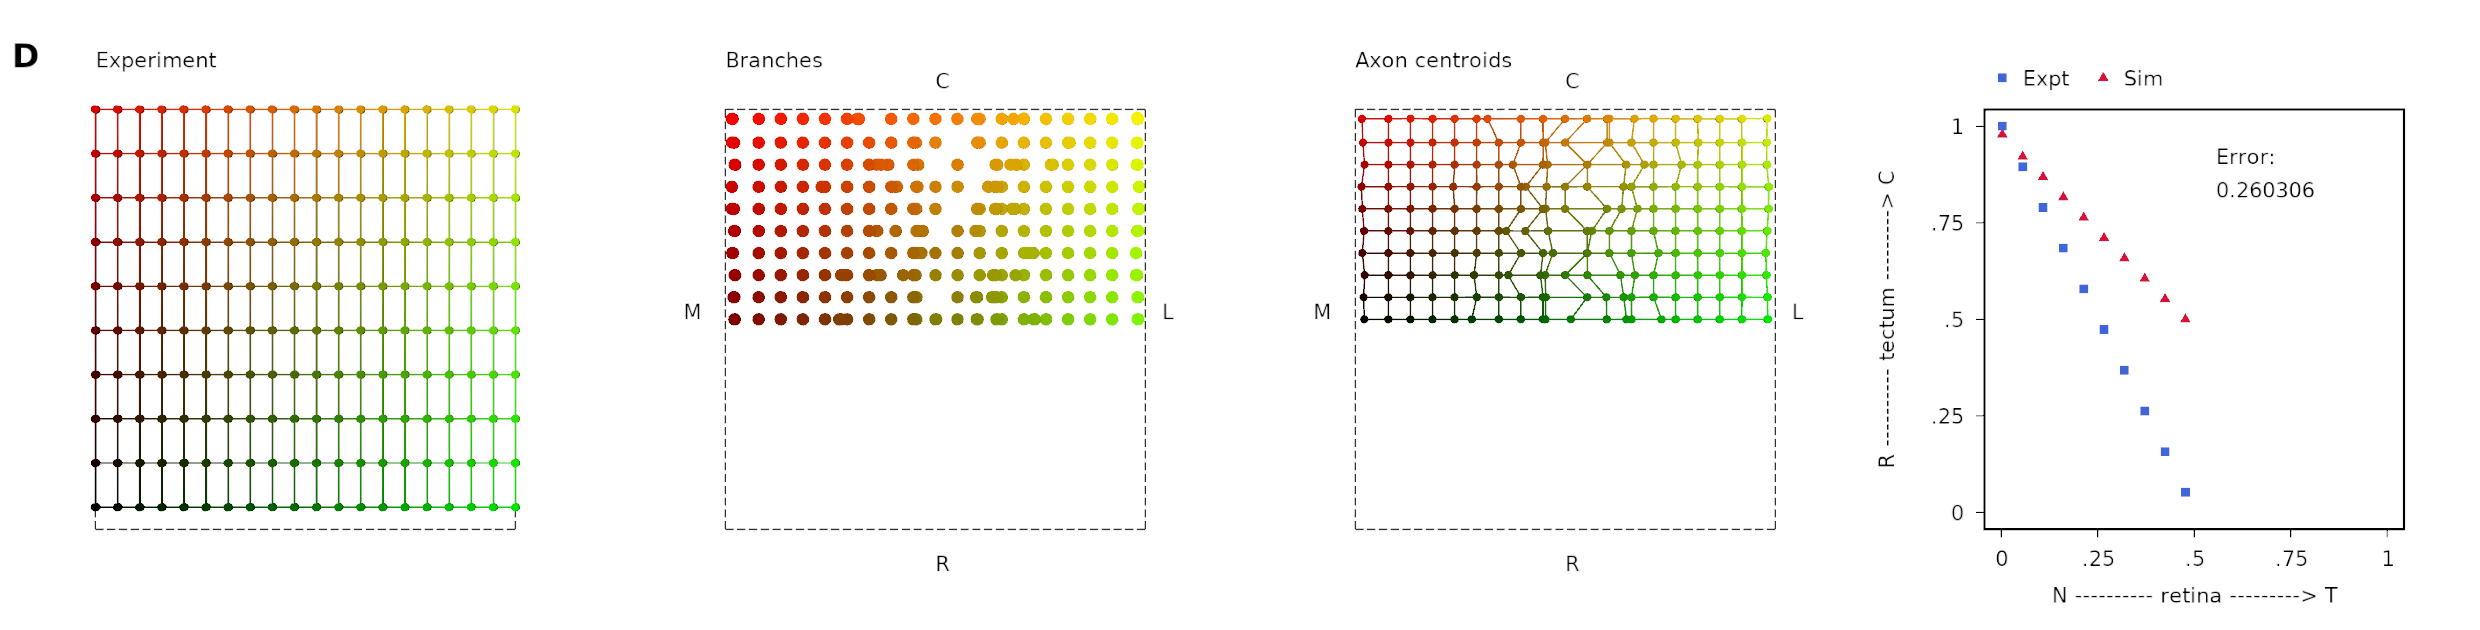 D
Experiment
Branches
C
M
L
R
Axon centroids
C
M
L
R
Expt
Sim
Error:
0.260306
1
.75
.5
.25
0
R ---------- tectum ----------> C
0
.25
.5
.75
1
N ---------- retina ---------> T